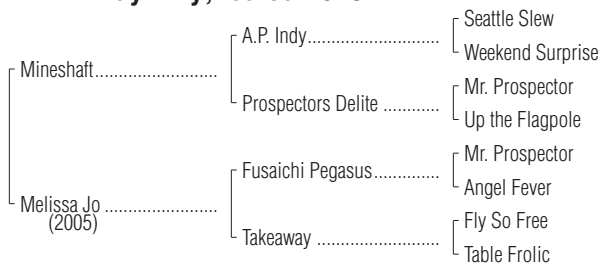 Seattle Slew
A.P. Indy..............................
Weekend Surprise
Mineshaft............................
Mr. Prospector
Prospectors Delite .............
Up the Flagpole
Mr. Prospector
Fusaichi Pegasus...............
Angel Fever
Melissa Jo ..........................
(2005)
Fly So Free
Takeaway ............................
Table Frolic